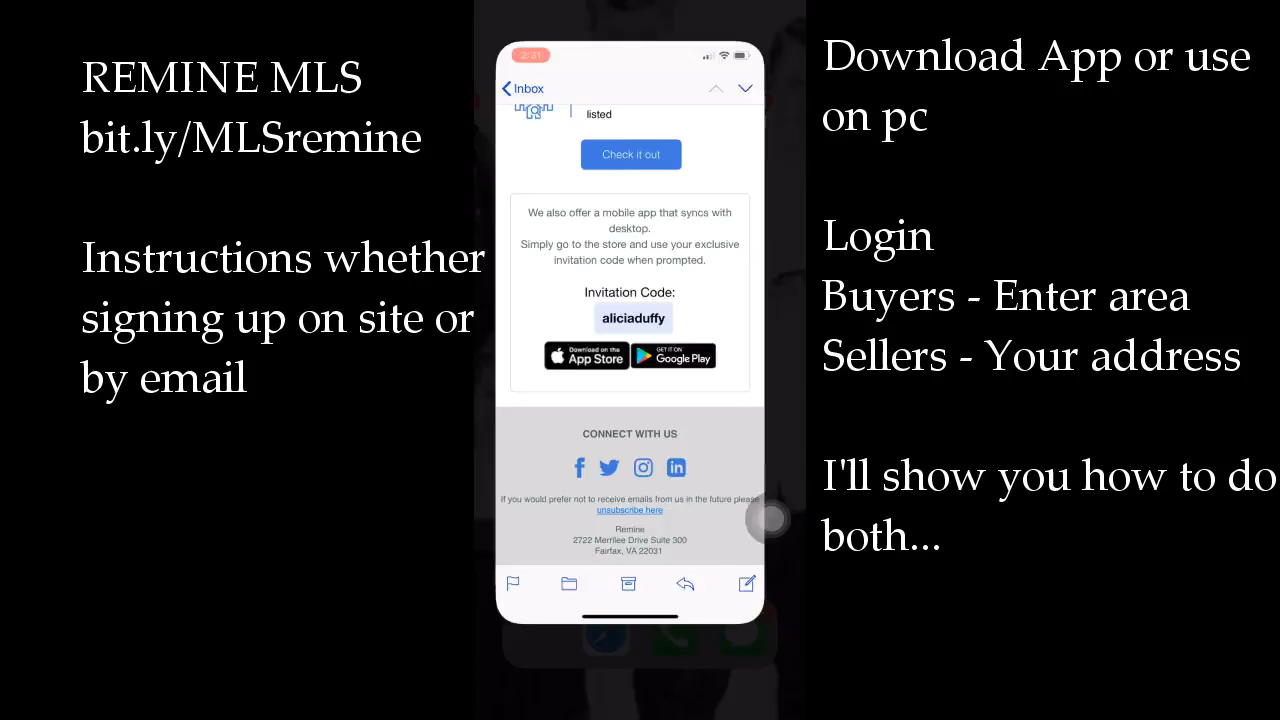 REMINE MLS
bit.ly/MLSremine
Instructions whether
signing up on site or
by email
2:31
Inbox
listed
Check it out
We also offer a mobile app that syncs with
desktop.
Simply go to the store and use your exclusive
invitation code when prompted.
Invitation Code:
aliciaduffy
Download on the
App Store
GET IT ON
Google Play
CONNECT WITH US
If you would prefer not to receive emails from us in the future please
unsubscribe here
Remine
2722 Merrilee Drive Suite 300
Fairfax, VA 22031
Download App or use
on pc
Login
Buyers - Enter area
Sellers - Your address
I'll show you how to do
both...